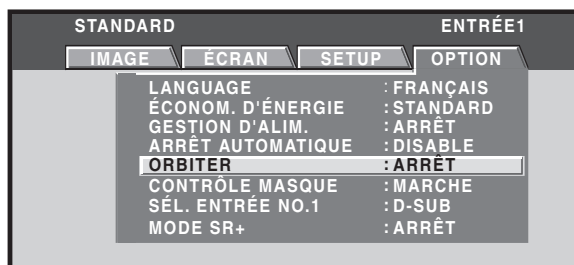 STANDARD ENTRÉE1
IMAGE ÉCRAN SETUP OPTION
LANGUAGE : FRANÇAIS
ÉCONOM. D'ÉNERGIE : STANDARD
GESTION D'ALIM. : ARRÊT
ARRÊT AUTOMATIQUE : DISABLE
ORBITER : ARRÊT
CONTRÔLE MASQUE : MARCHE
SÉL. ENTRÉE NO.1 : D-SUB
MODE SR+ : ARRÊT